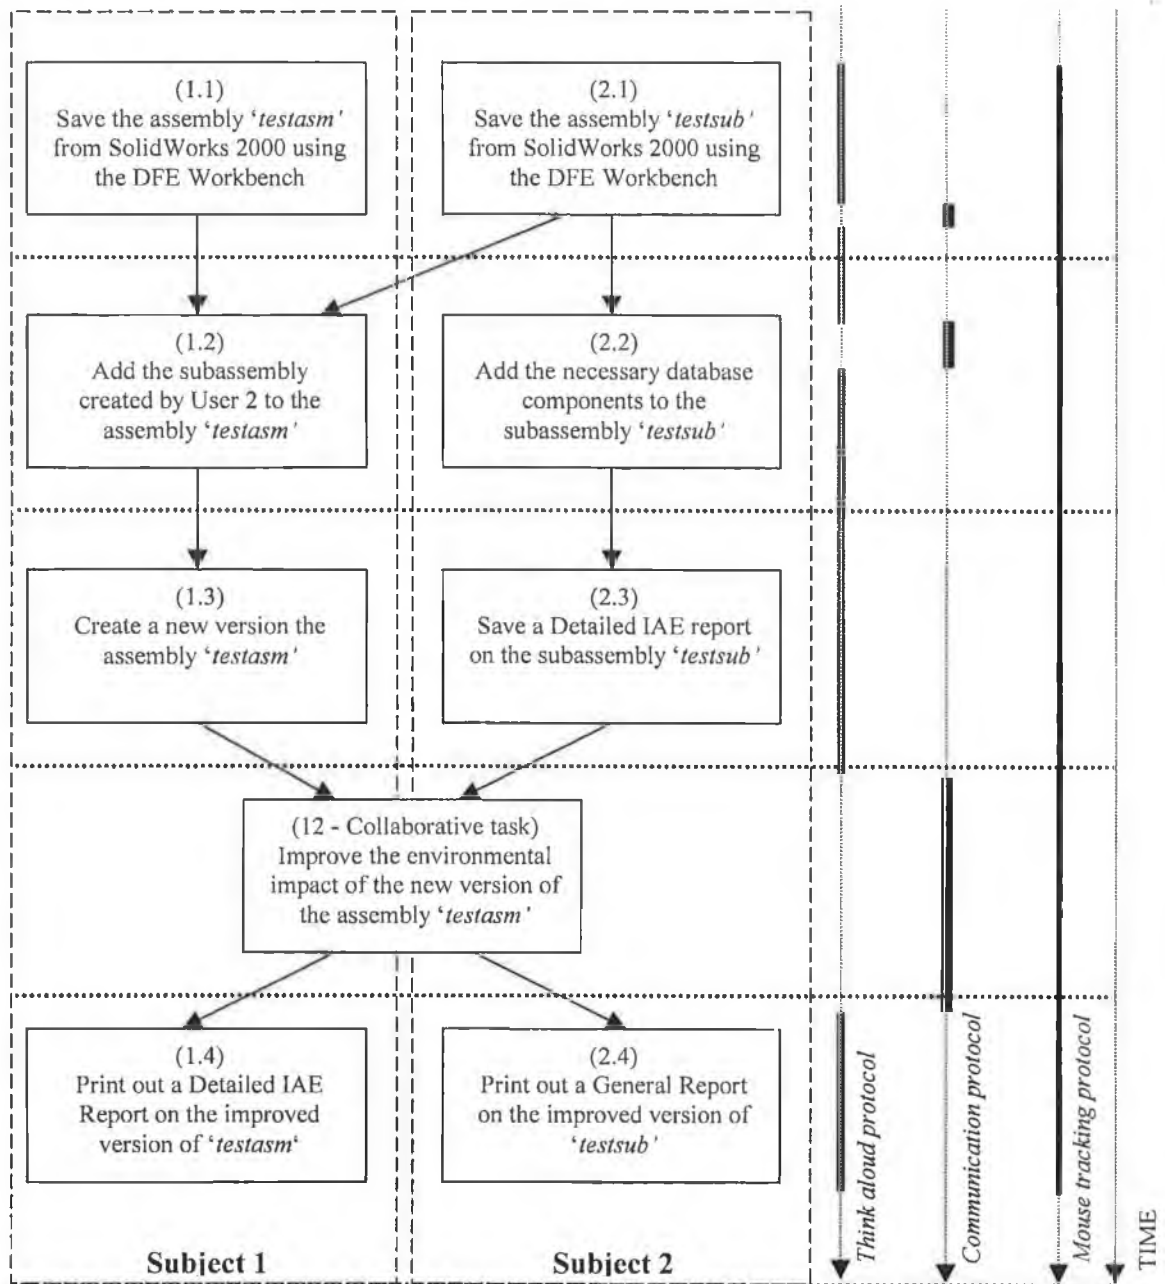 (1.1)
Save the assembly ‘testasm’
from SolidWorks 2000 using
the DFE Workbench
(2.1)
Save the assembly ‘testsub’
from SolidWorks 2000 using
the DFE Workbench
(1.2)
Add the subassembly
created by User 2 to the
assembly ‘testasm’
(2.2)
Add the necessary database
components to the
subassembly ‘testsub’
(1.3)
Create a new version the
assembly ‘testasm’
(2.3)
Save a Detailed IAE report
on the subassembly ‘testsub’
(12 - Collaborative task)
Improve the environmental
impact of the new version of
the assembly ‘testasm’
(1.4)
Print out a Detailed IAE
Report on the improved
version of ‘testasm‘
(2.4)
Print out a General Report
on the improved version of
‘testsub’
Subject 1
Subject 2
Think aloud protocol
Communication protocol
Mouse tracking protocol
TIME